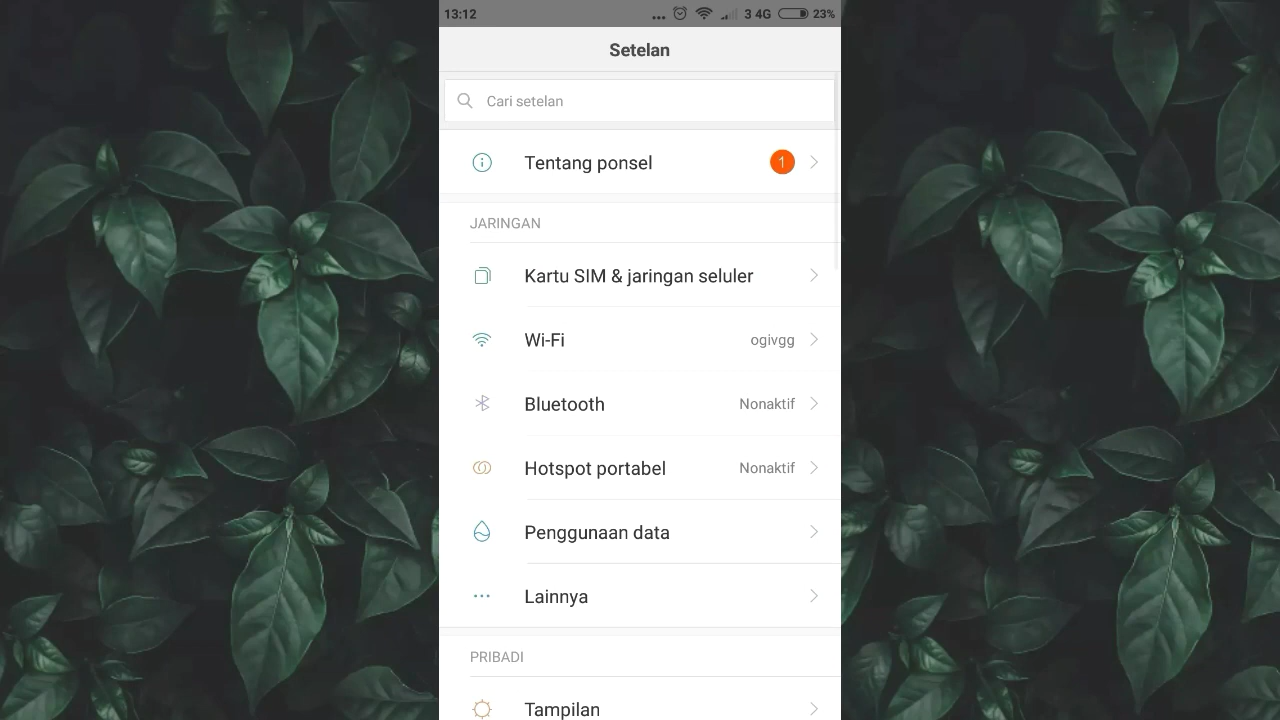 13:12 ... 3 4G 23%
Setelan
Cari setelan
Tentang ponsel 1
JARINGAN
Kartu SIM & jaringan seluler
Wi-Fi ogivgg
Bluetooth Nonaktif
Hotspot portabel Nonaktif
Penggunaan data
Lainnya
PRIBADI
Tampilan